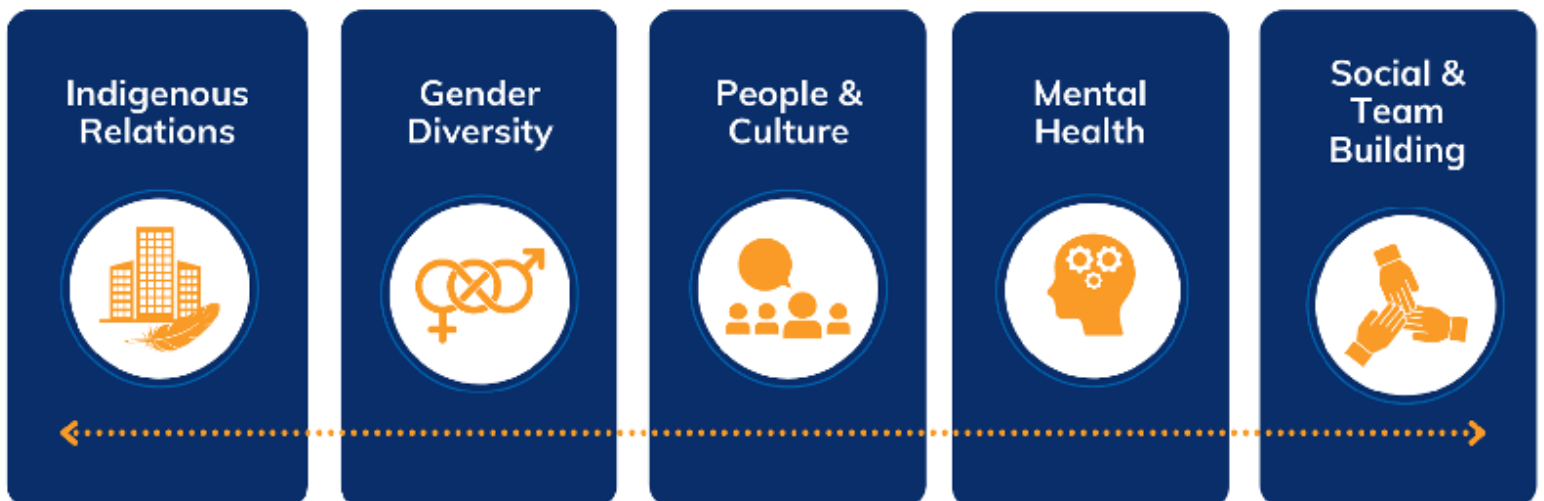 Indigenous
Relations
Gender
Diversity
People &
Culture
Mental
Health
Social &
Team
Building